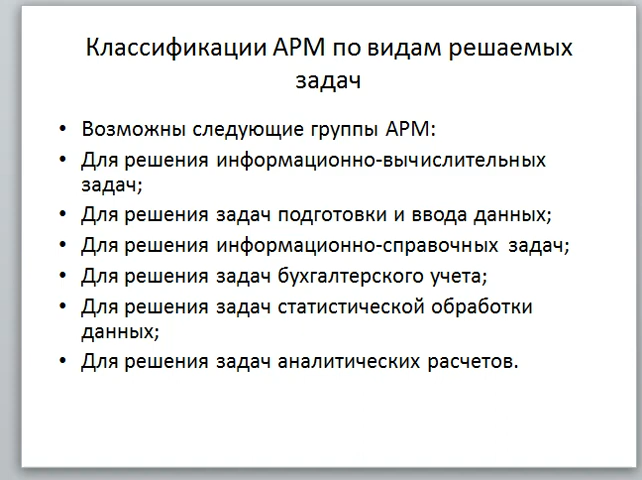 Классификации АРМ по видам решаемых
задач
• Возможны следующие группы АРМ:
• Для решения информационно-вычислительных
задач;
• Для решения задач подготовки и ввода данных;
• Для решения информационно-справочных задач;
• Для решения задач бухгалтерского учета;
• Для решения задач статистической обработки
данных;
• Для решения задач аналитических расчетов.